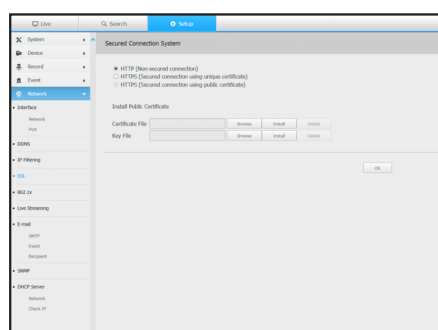 Live
Search
Setup
System
Device
Record
Event
Network
Interface
Network
Port
DDNS
IP Filtering
SSL
802.1x
Live Streaming
E-mail
SMTP
Event
Recipient
SNMP
DHCP Server
Network
Check IP
Secured Connection System
HTTP (Non-secured connection)
HTTPS (Secured connection using unique certificate)
HTTPS (Secured connection using public certificate)
Install Public Certificate
Certificate File Browse Install Delete
Key File Browse Install Delete
OK